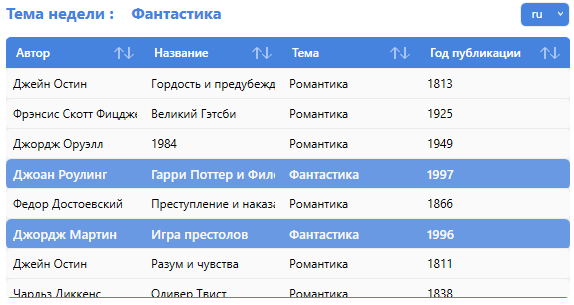 Тема недели : Фантастика ru
Автор Название Тема Год публикации
Джейн Остин Гордость и предубежд Романтика 1813
Фрэнсис Скотт Фицдже Великий Гэтсби Романтика 1925
Джордж Оруэлл 1984 Романтика 1949
Джоан Роулинг Гарри Поттер и Фил Фантастика 1997
Федор Достоевский Преступление и наказа Романтика 1866
Джордж Мартин Игра престолов Фантастика 1996
Джейн Остин Разум и чувства Романтика 1811
Чарльз Диккенс Оливер Твист Романтика 1838